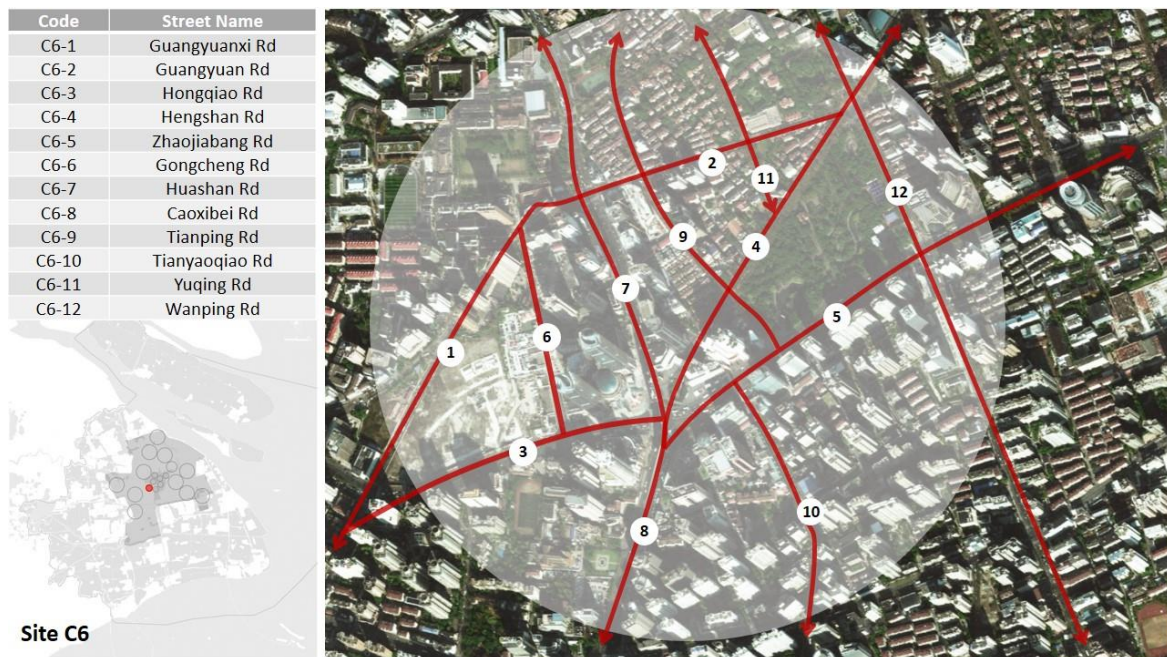 Code Street Name
C6-1 Guangyuanxi Rd
C6-2 Guangyuan Rd
C6-3 Hongqiao Rd
C6-4 Hengshan Rd
C6-5 Zhaojiabang Rd
C6-6 Gongcheng Rd
C6-7 Huashan Rd
C6-8 Caoxibei Rd
C6-9 Tianping Rd
C6-10 Tianyaoqiao Rd
C6-11 Yuqing Rd
C6-12 Wanping Rd
Site C6
2
11
12
9
4
7
5
6
1
3
10
8